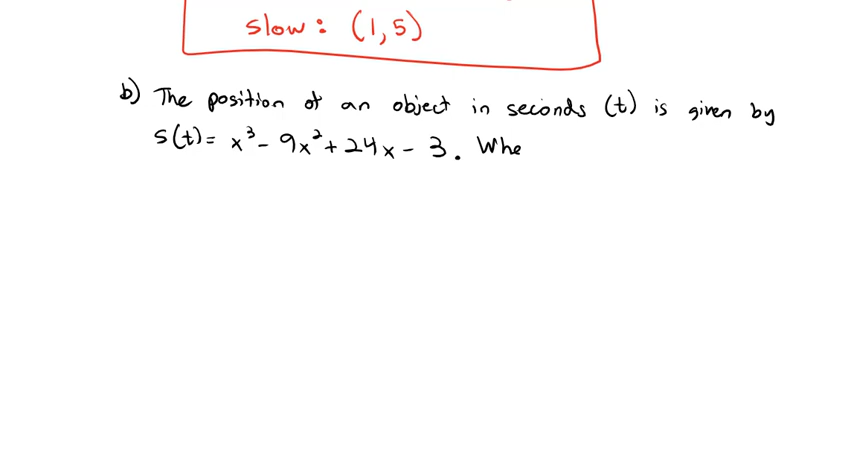 slow: (1,5)
b) The position of an object in seconds (t) is given by
s(t) = x³ - 9x² + 24x - 3. Whe